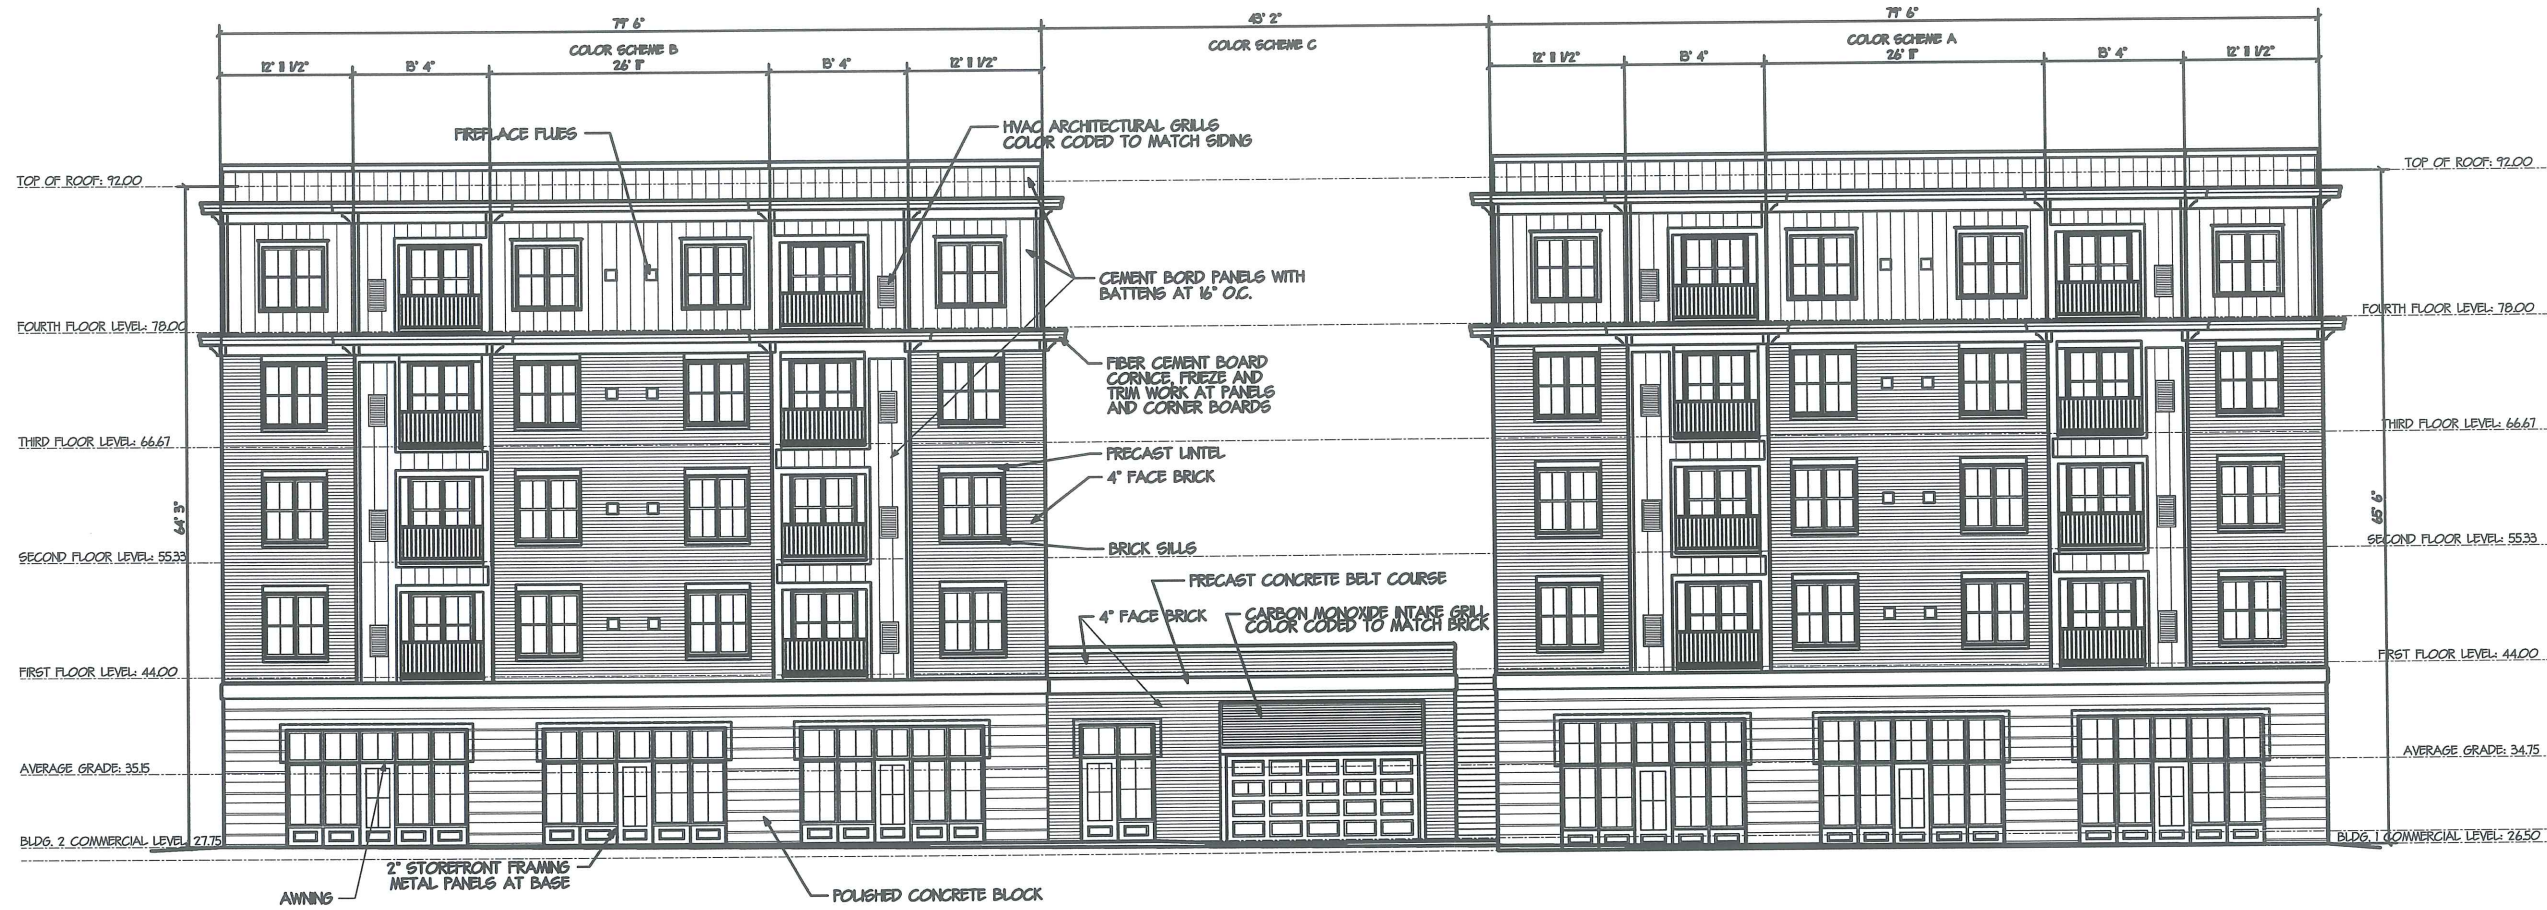 79' 6"
43' 2"
79' 6"
COLOR SCHEME B
COLOR SCHEME C
COLOR SCHEME A
12' 11 1/2"
13' 4"
26' 11"
13' 4"
12' 11 1/2"
12' 11 1/2"
13' 4"
26' 11"
13' 4"
12' 11 1/2"
FIREPLACE FLUES
HVAC ARCHITECTURAL GRILLS
COLOR CODED TO MATCH SIDING
TOP OF ROOF: 92.00
TOP OF ROOF: 92.00
CEMENT BORD PANELS WITH
BATTENS AT 16" O.C.
FOURTH FLOOR LEVEL: 78.00
FOURTH FLOOR LEVEL: 78.00
FIBER CEMENT BOARD
CORNICE, FRIEZE AND
TRIM WORK AT PANELS
AND CORNER BOARDS
THIRD FLOOR LEVEL: 66.67
THIRD FLOOR LEVEL: 66.67
PRECAST LINTEL
4" FACE BRICK
64' 3"
65' 6"
BRICK SILLS
SECOND FLOOR LEVEL: 55.33
SECOND FLOOR LEVEL: 55.33
PRECAST CONCRETE BELT COURSE
4" FACE BRICK
CARBON MONOXIDE INTAKE GRILL
COLOR CODED TO MATCH BRICK
FIRST FLOOR LEVEL: 44.00
FIRST FLOOR LEVEL: 44.00
AVERAGE GRADE: 35.15
AVERAGE GRADE: 34.75
BLDG. 2 COMMERCIAL LEVEL: 27.75
BLDG. 1 COMMERCIAL LEVEL: 26.50
2" STOREFRONT FRAMING
METAL PANELS AT BASE
AWNING
POLISHED CONCRETE BLOCK